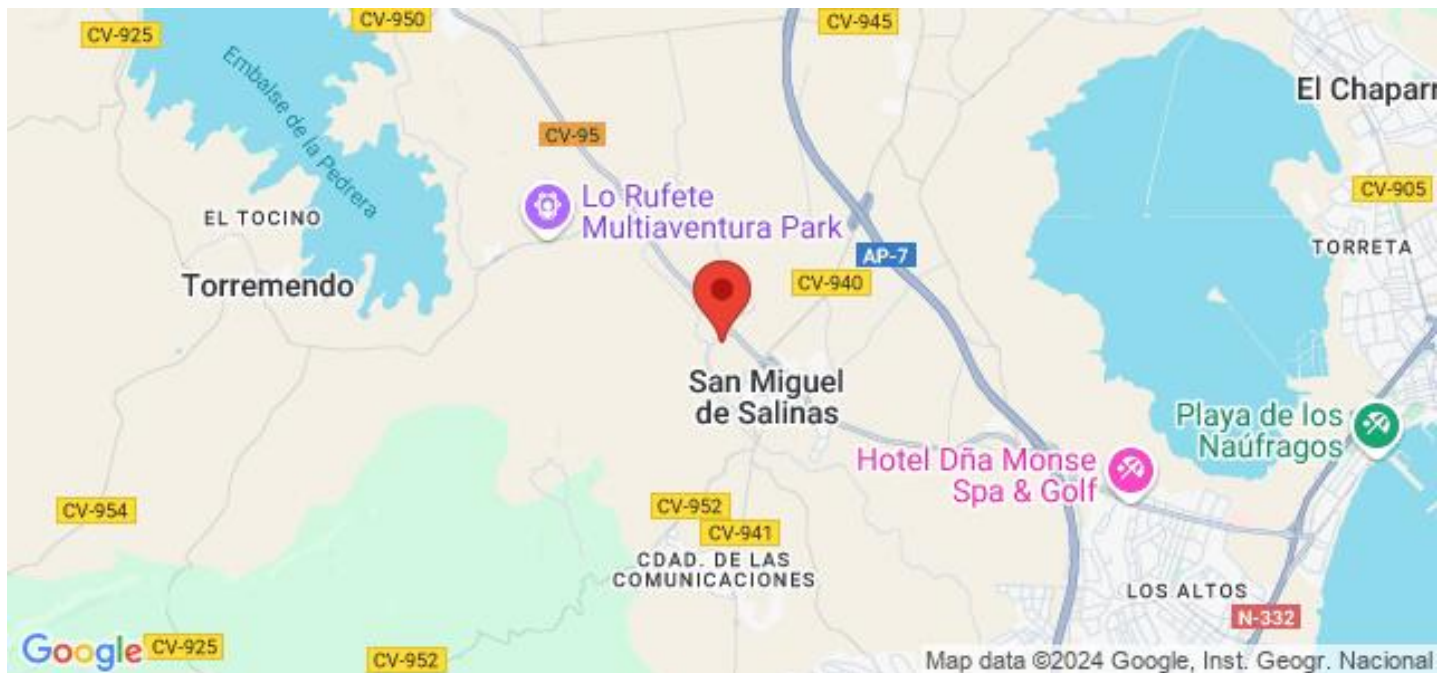 CV-925
CV-950
CV-945
El Chaparr
Embalse de la Pedrera
CV-95
CV-905
Lo Rufete
Multiaventura Park
EL TOCINO
TORRETA
AP-7
Torremendo
CV-940
San Miguel
de Salinas
Playa de los
Naúfragos
Hotel Dña Monse
Spa & Golf
CV-954
CV-952
CV-941
CDAD. DE LAS
COMUNICACIONES
LOS ALTOS
N-332
Google
CV-925
CV-952
Map data ©2024 Google, Inst. Geogr. Nacional